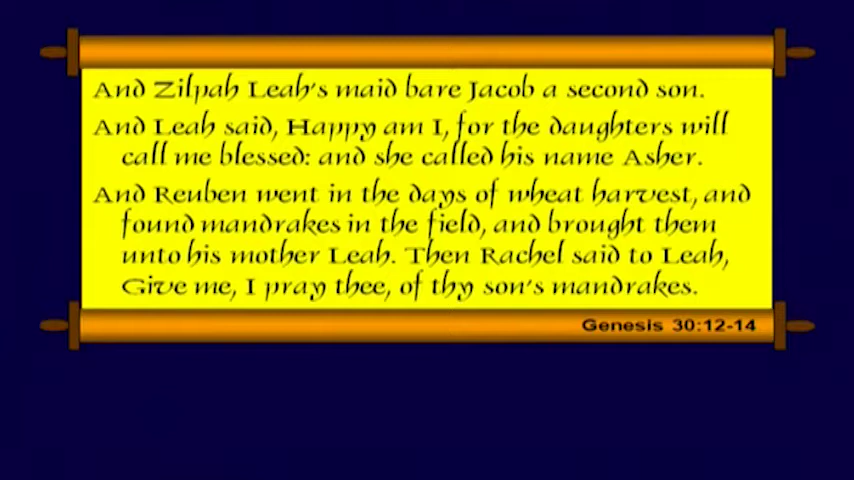 And Zilpah Leah's maid bare Jacob a second son.
And Leah said, Happy am I, for the daughters will
call me blessed: and she called his name Asher.
And Reuben went in the days of wheat harvest, and
found mandrakes in the field, and brought them
unto his mother Leah. Then Rachel said to Leah,
Give me, I pray thee, of thy son's mandrakes.
Genesis 30:12-14